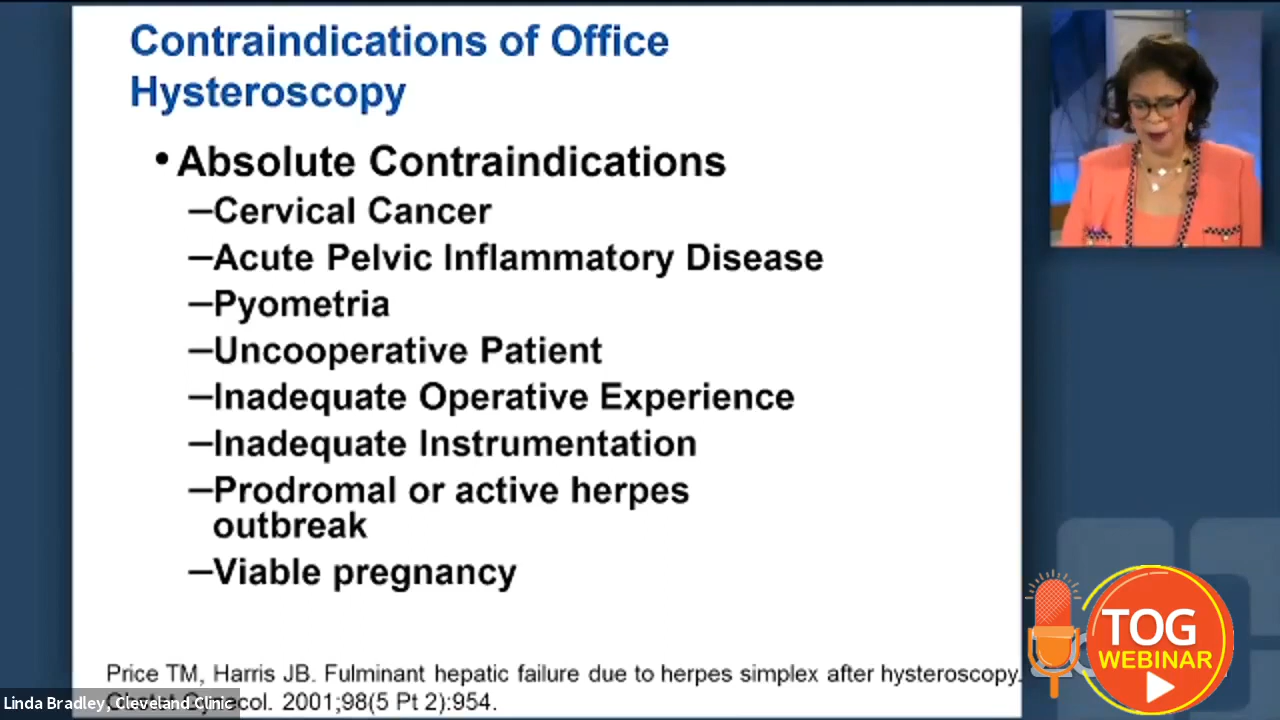 Contraindications of Office
Hysteroscopy
• Absolute Contraindications
–Cervical Cancer
–Acute Pelvic Inflammatory Disease
–Pyometria
–Uncooperative Patient
–Inadequate Operative Experience
–Inadequate Instrumentation
–Prodromal or active herpes
outbreak
–Viable pregnancy
Price TM, Harris JB. Fulminant hepatic failure due to herpes simplex after hysteroscopy.
2001;98(5 Pt 2):954.
Linda Bradley, Cleveland Clinic
TOG
WEBINAR